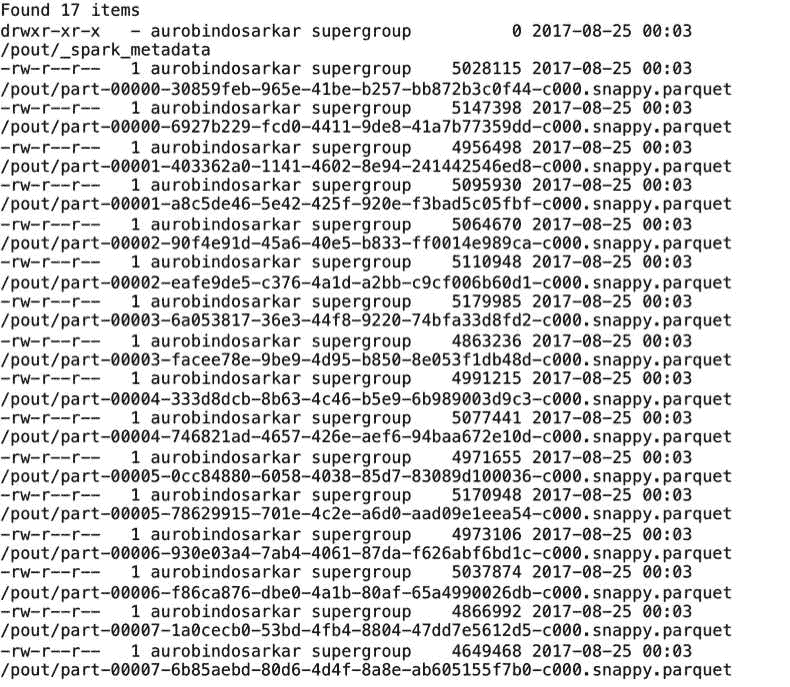 Found 17 items
drwxr-xr-x   - aurobindosarkar supergroup          0 2017-08-25 00:03
/pout/_spark_metadata
-rw-r--r--   1 aurobindosarkar supergroup    5028115 2017-08-25 00:03
/pout/part-00000-30859feb-965e-41be-b257-bb872b3c0f44-c000.snappy.parquet
-rw-r--r--   1 aurobindosarkar supergroup    5147398 2017-08-25 00:03
/pout/part-00000-6927b229-fcd0-4411-9de8-41a7b77359dd-c000.snappy.parquet
-rw-r--r--   1 aurobindosarkar supergroup    4956498 2017-08-25 00:03
/pout/part-00001-403362a0-1141-4602-8e94-241442546ed8-c000.snappy.parquet
-rw-r--r--   1 aurobindosarkar supergroup    5095930 2017-08-25 00:03
/pout/part-00001-a8c5de46-5e42-425f-920e-f3bad5c05fbf-c000.snappy.parquet
-rw-r--r--   1 aurobindosarkar supergroup    5064670 2017-08-25 00:03
/pout/part-00002-90f4e91d-45a6-40e5-b833-ff0014e989ca-c000.snappy.parquet
-rw-r--r--   1 aurobindosarkar supergroup    5110948 2017-08-25 00:03
/pout/part-00002-eafe9de5-c376-4a1d-a2bb-c9cf006b60d1-c000.snappy.parquet
-rw-r--r--   1 aurobindosarkar supergroup    5179985 2017-08-25 00:03
/pout/part-00003-6a053817-36e3-44f8-9220-74bfa33d8fd2-c000.snappy.parquet
-rw-r--r--   1 aurobindosarkar supergroup    4863236 2017-08-25 00:03
/pout/part-00003-facee78e-9be9-4d95-b850-8e053f1db48d-c000.snappy.parquet
-rw-r--r--   1 aurobindosarkar supergroup    4991215 2017-08-25 00:03
/pout/part-00004-333d8dcb-8b63-4c46-b5e9-6b989003d9c3-c000.snappy.parquet
-rw-r--r--   1 aurobindosarkar supergroup    5077441 2017-08-25 00:03
/pout/part-00004-746821ad-4657-426e-aef6-94baa672e10d-c000.snappy.parquet
-rw-r--r--   1 aurobindosarkar supergroup    4971655 2017-08-25 00:03
/pout/part-00005-0cc84880-6058-4038-85d7-83089d100036-c000.snappy.parquet
-rw-r--r--   1 aurobindosarkar supergroup    5170948 2017-08-25 00:03
/pout/part-00005-78629915-701e-4c2e-a6d0-aad09e1eea54-c000.snappy.parquet
-rw-r--r--   1 aurobindosarkar supergroup    4973106 2017-08-25 00:03
/pout/part-00006-930e03a4-7ab4-4061-87da-f626abf6bd1c-c000.snappy.parquet
-rw-r--r--   1 aurobindosarkar supergroup    5037874 2017-08-25 00:03
/pout/part-00006-f86ca876-dbe0-4a1b-80af-65a4990026db-c000.snappy.parquet
-rw-r--r--   1 aurobindosarkar supergroup    4866992 2017-08-25 00:03
/pout/part-00007-1a0cecb0-53bd-4fb4-8804-47dd7e5612d5-c000.snappy.parquet
-rw-r--r--   1 aurobindosarkar supergroup    4649468 2017-08-25 00:03
/pout/part-00007-6b85aebd-80d6-4d4f-8a8e-ab605155f7b0-c000.snappy.parquet